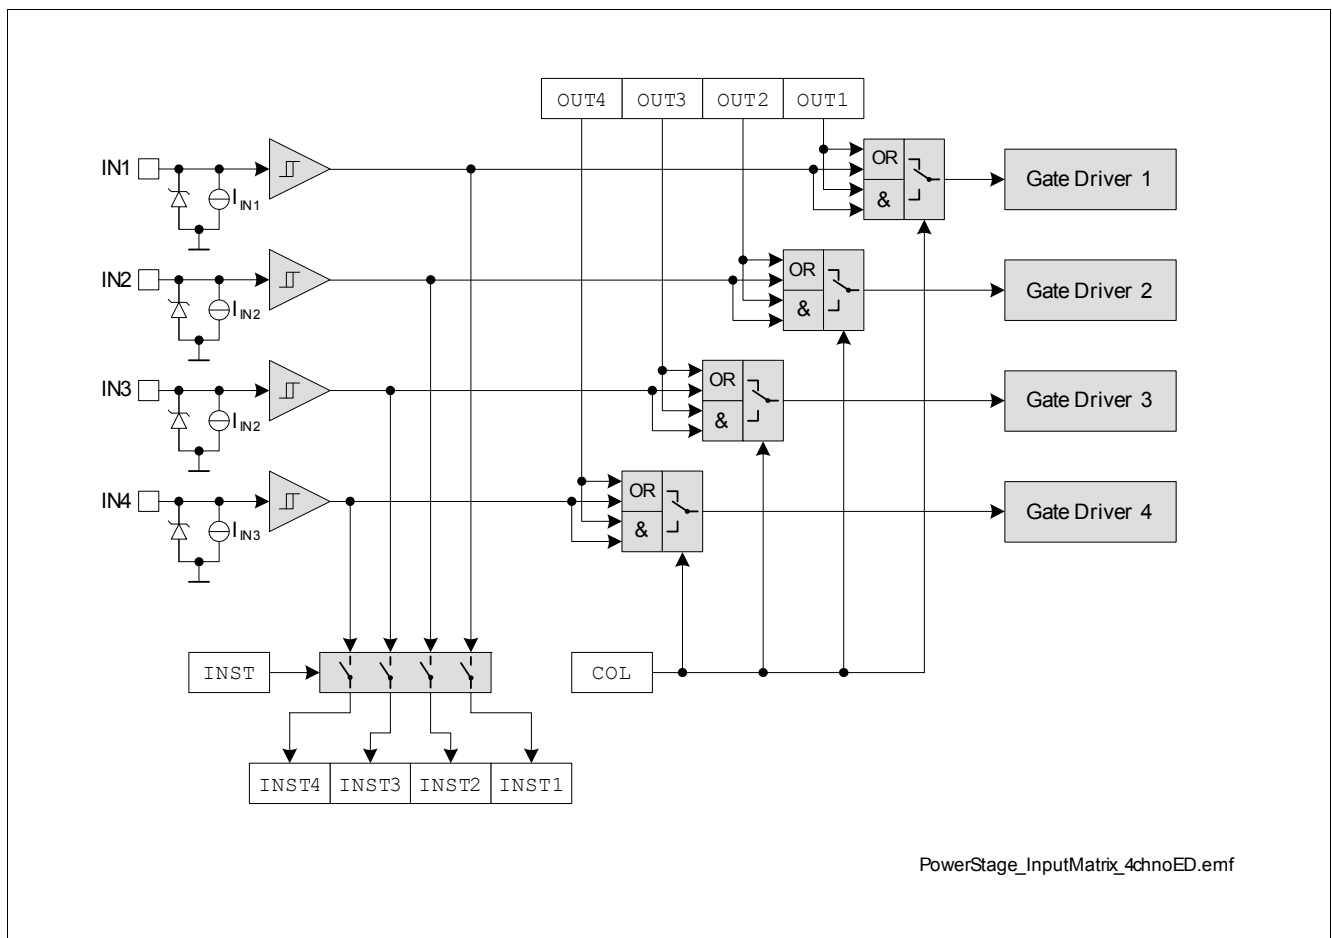 OUT4 OUT3 OUT2 OUT1
IN1
I IN1
OR
&
Gate Driver 1
IN2
I IN2
OR
&
Gate Driver 2
IN3
I IN2
OR
&
Gate Driver 3
IN4
I IN3
OR
&
Gate Driver 4
INST
COL
INST4 INST3 INST2 INST1
PowerStage_InputMatrix_4chnoED.emf